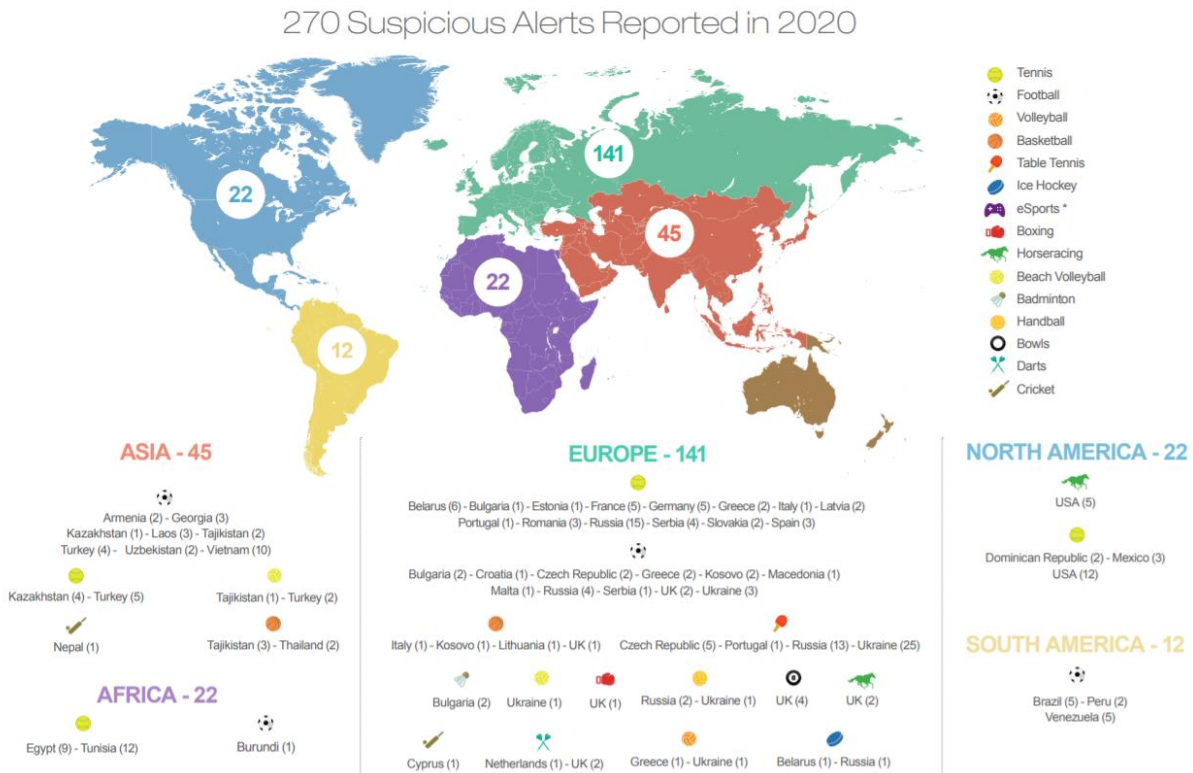 270 Suspicious Alerts Reported in 2020
22
141
45
22
12
Tennis
Football
Volleyball
Basketball
Table Tennis
Ice Hockey
eSports *
Boxing
Horseracing
Beach Volleyball
Badminton
Handball
Bowls
Darts
Cricket
ASIA - 45
Armenia (2) - Georgia (3)
Kazakhstan (1) - Laos (3) - Tajikistan (2)
Turkey (4) - Uzbekistan (2) - Vietnam (10)
Kazakhstan (4) - Turkey (5)
Tajikistan (1) - Turkey (2)
Nepal (1)
Tajikistan (3) - Thailand (2)
AFRICA - 22
Egypt (9) - Tunisia (12)
Burundi (1)
EUROPE - 141
Belarus (6) - Bulgaria (1) - Estonia (1) - France (5) - Germany (5) - Greece (2) - Italy (1) - Latvia (2)
Portugal (1) - Romania (3) - Russia (15) - Serbia (4) - Slovakia (2) - Spain (3)
Bulgaria (2) - Croatia (1) - Czech Republic (2) - Greece (2) - Kosovo (2) - Macedonia (1)
Malta (1) - Russia (4) - Serbia (1) - UK (2) - Ukraine (3)
Italy (1) - Kosovo (1) - Lithuania (1) - UK (1)
Czech Republic (5) - Portugal (1) - Russia (13) - Ukraine (25)
Bulgaria (2)
Ukraine (1)
UK (1)
Russia (2) - Ukraine (1)
UK (4)
UK (2)
Cyprus (1)
Netherlands (1) - UK (2)
Greece (1) - Ukraine (1)
Belarus (1) - Russia (1)
NORTH AMERICA - 22
USA (5)
Dominican Republic (2) - Mexico (3)
USA (12)
SOUTH AMERICA - 12
Brazil (5) - Peru (2)
Venezuela (5)